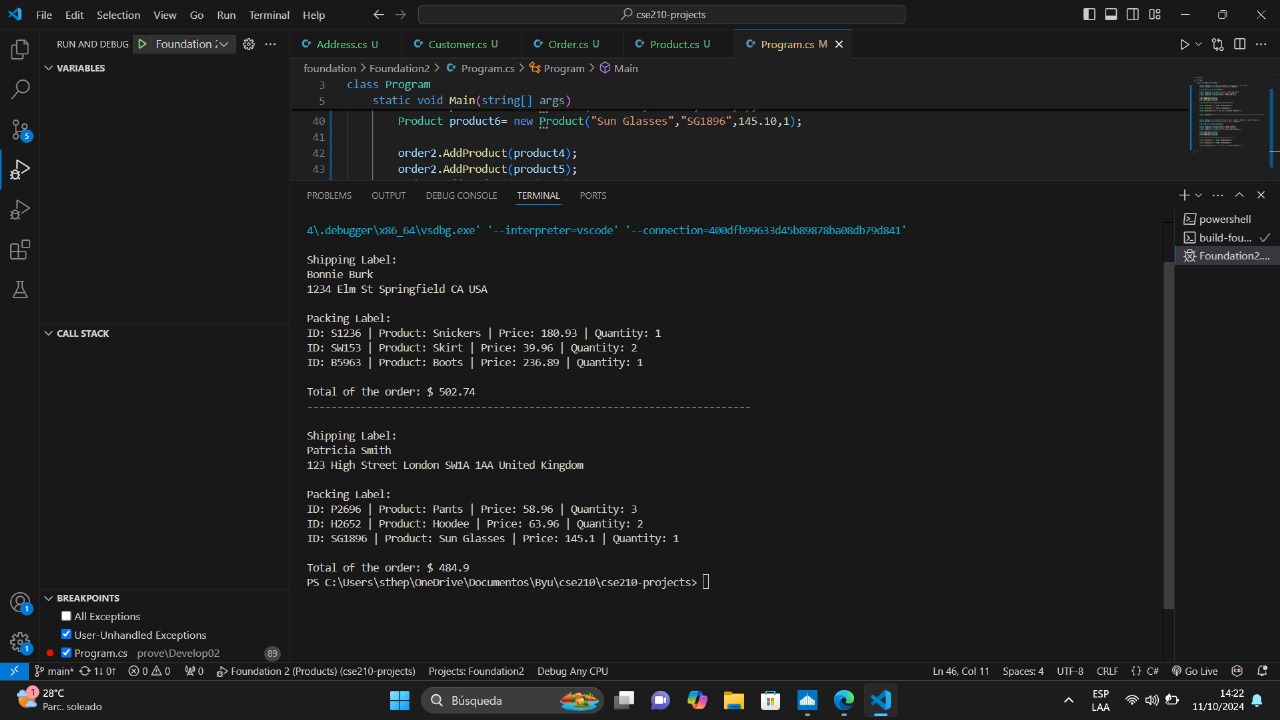 File Edit Selection View Go Run Terminal Help
cse210-projects
RUN AND DEBUG Foundation 2
Address.cs U Customer.cs U Order.cs U Product.cs U Program.cs M
VARIABLES
foundation > Foundation2 > Program.cs > Program > Main
3 class Program
5 static void Main(string[] args)
40 Product product6= new Product("Sun Glasses","SG1896",145.10,1);
41
42 order2.AddProduct(product4);
43 order2.AddProduct(product5);
PROBLEMS OUTPUT DEBUG CONSOLE TERMINAL PORTS
powershell
build-fou...
Foundation2....
4\.debugger\x86_64\vsdbg.exe' '--interpreter=vscode' '--connection=400dfb99633d45b89878ba08db79d841'
Shipping Label:
Bonnie Burk
1234 Elm St Springfield CA USA
Packing Label:
ID: S1236 | Product: Snickers | Price: 180.93 | Quantity: 1
ID: SW153 | Product: Skirt | Price: 39.96 | Quantity: 2
ID: B5963 | Product: Boots | Price: 236.89 | Quantity: 1
Total of the order: $ 502.74
--------------------------------------------------------------------------
Shipping Label:
Patricia Smith
123 High Street London SW1A 1AA United Kingdom
Packing Label:
ID: P2696 | Product: Pants | Price: 58.96 | Quantity: 3
ID: H2652 | Product: Hoodee | Price: 63.96 | Quantity: 2
ID: SG1896 | Product: Sun Glasses | Price: 145.1 | Quantity: 1
Total of the order: $ 484.9
PS C:\Users\sthep\OneDrive\Documentos\Byu\cse210\cse210-projects>
CALL STACK
BREAKPOINTS
All Exceptions
User-Unhandled Exceptions
Program.cs prove\Develop02 89
5
1
1
main* 1↓ 0↑ 0 0 0 Foundation 2 (Products) (cse210-projects) Projects: Foundation2 Debug Any CPU Ln 46, Col 11 Spaces: 4 UTF-8 CRLF {} C# Go Live
1 28°C
Parc. soleado
Búsqueda
ESP
LAA
14:22
11/10/2024